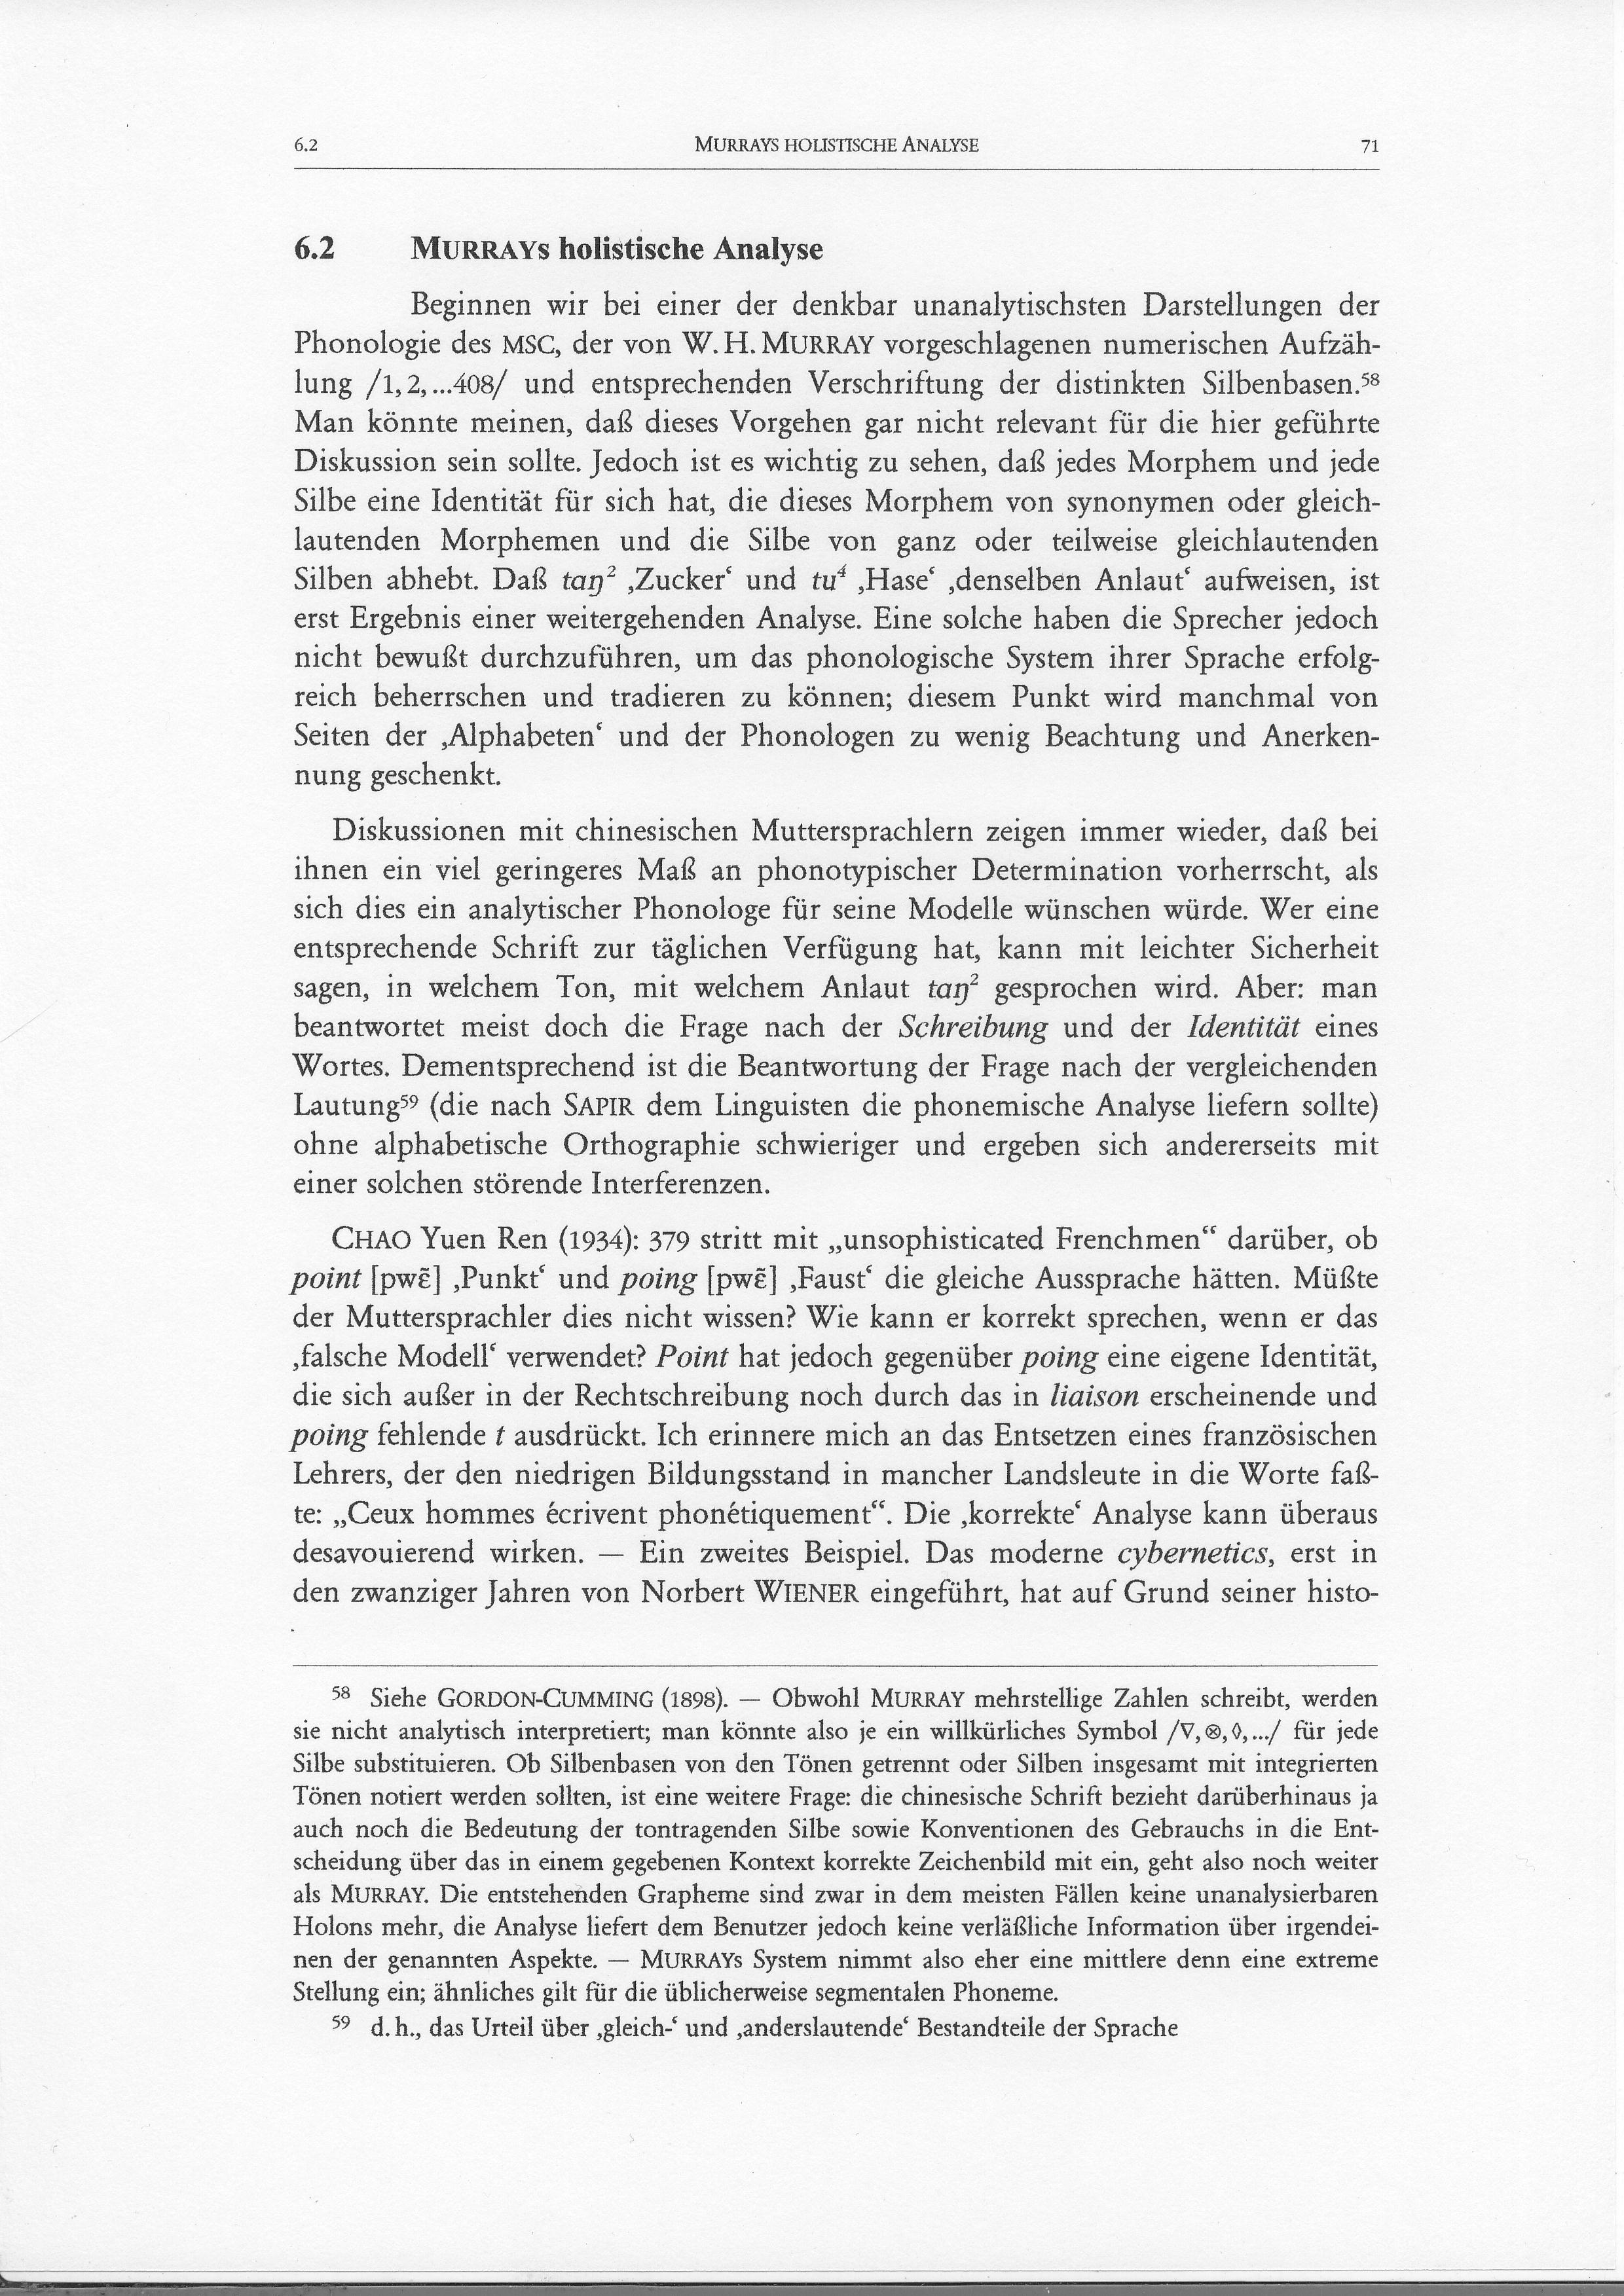 6.2 MURRAYS HOLISTISCHE ANALYSE 71
6.2 MURRAYs holistische Analyse
Beginnen wir bei einer der denkbar unanalytischsten Darstellungen der
Phonologie des MSC, der von W. H. MURRAY vorgeschlagenen numerischen Aufzäh-
lung /1, 2, ...408/ und entsprechenden Verschriftung der distinkten Silbenbasen.⁵⁸
Man könnte meinen, daß dieses Vorgehen gar nicht relevant für die hier geführte
Diskussion sein sollte. Jedoch ist es wichtig zu sehen, daß jedes Morphem und jede
Silbe eine Identität für sich hat, die dieses Morphem von synonymen oder gleich-
lautenden Morphemen und die Silbe von ganz oder teilweise gleichlautenden
Silben abhebt. Daß taŋ² ‚Zucker‘ und tu⁴ ‚Hase‘ ‚denselben Anlaut‘ aufweisen, ist
erst Ergebnis einer weitergehenden Analyse. Eine solche haben die Sprecher jedoch
nicht bewußt durchzuführen, um das phonologische System ihrer Sprache erfolg-
reich beherrschen und tradieren zu können; diesem Punkt wird manchmal von
Seiten der ‚Alphabeten‘ und der Phonologen zu wenig Beachtung und Anerken-
nung geschenkt.
Diskussionen mit chinesischen Muttersprachlern zeigen immer wieder, daß bei
ihnen ein viel geringeres Maß an phonotypischer Determination vorherrscht, als
sich dies ein analytischer Phonologe für seine Modelle wünschen würde. Wer eine
entsprechende Schrift zur täglichen Verfügung hat, kann mit leichter Sicherheit
sagen, in welchem Ton, mit welchem Anlaut taŋ² gesprochen wird. Aber: man
beantwortet meist doch die Frage nach der Schreibung und der Identität eines
Wortes. Dementsprechend ist die Beantwortung der Frage nach der vergleichenden
Lautung⁵⁹ (die nach SAPIR dem Linguisten die phonemische Analyse liefern sollte)
ohne alphabetische Orthographie schwieriger und ergeben sich andererseits mit
einer solchen störende Interferenzen.
CHAO Yuen Ren (1934): 379 stritt mit „unsophisticated Frenchmen“ darüber, ob
point [pwɛ̃] ‚Punkt‘ und poing [pwɛ̃] ‚Faust‘ die gleiche Aussprache hätten. Müßte
der Muttersprachler dies nicht wissen? Wie kann er korrekt sprechen, wenn er das
‚falsche Modell‘ verwendet? Point hat jedoch gegenüber poing eine eigene Identität,
die sich außer in der Rechtschreibung noch durch das in liaison erscheinende und
poing fehlende t ausdrückt. Ich erinnere mich an das Entsetzen eines französischen
Lehrers, der den niedrigen Bildungsstand in mancher Landsleute in die Worte faß-
te: „Ceux hommes écrivent phonétiquement“. Die ‚korrekte‘ Analyse kann überaus
desavouierend wirken. — Ein zweites Beispiel. Das moderne cybernetics, erst in
den zwanziger Jahren von Norbert WIENER eingeführt, hat auf Grund seiner histo-
⁵⁸ Siehe GORDON-CUMMING (1898). — Obwohl MURRAY mehrstellige Zahlen schreibt, werden
sie nicht analytisch interpretiert; man könnte also je ein willkürliches Symbol /∇, ⊗, ◊, .../ für jede
Silbe substituieren. Ob Silbenbasen von den Tönen getrennt oder Silben insgesamt mit integrierten
Tönen notiert werden sollten, ist eine weitere Frage: die chinesische Schrift bezieht darüberhinaus ja
auch noch die Bedeutung der tontragenden Silbe sowie Konventionen des Gebrauchs in die Ent-
scheidung über das in einem gegebenen Kontext korrekte Zeichenbild mit ein, geht also noch weiter
als MURRAY. Die entstehenden Grapheme sind zwar in dem meisten Fällen keine unanalysierbaren
Holons mehr, die Analyse liefert dem Benutzer jedoch keine verläßliche Information über irgendei-
nen der genannten Aspekte. — MURRAYs System nimmt also eher eine mittlere denn eine extreme
Stellung ein; ähnliches gilt für die üblicherweise segmentalen Phoneme.
⁵⁹ d. h., das Urteil über ‚gleich-‘ und ‚anderslautende‘ Bestandteile der Sprache